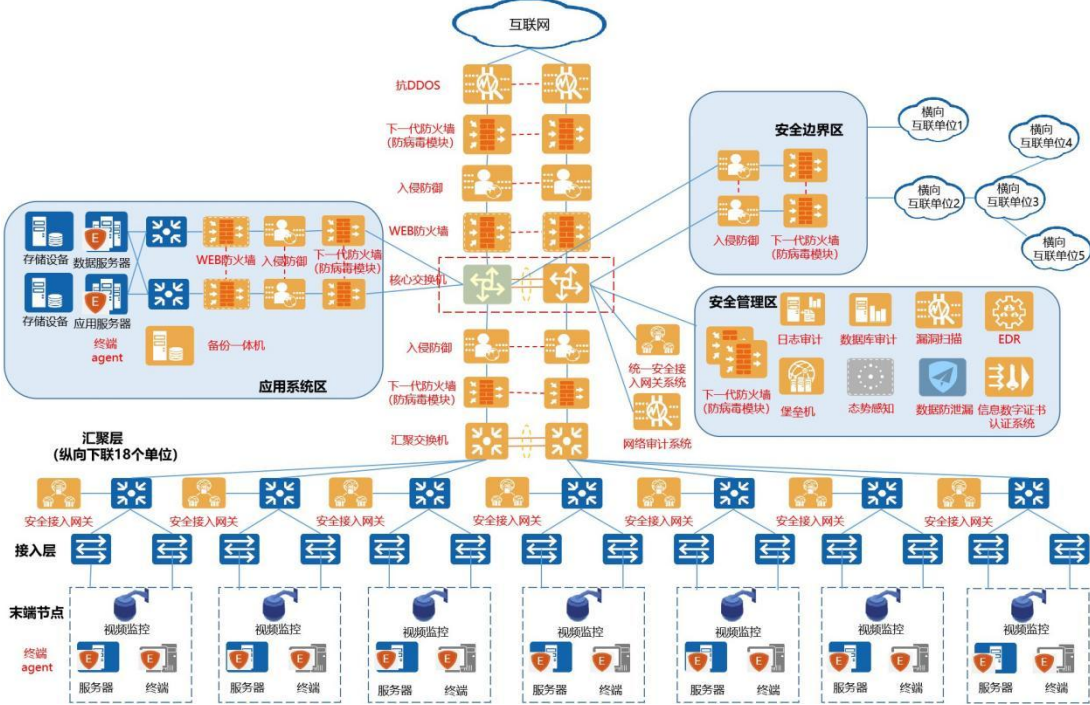 互联网
抗DDOS
下一代防火墙
(防病毒模块)
入侵防御
WEB防火墙
核心交换机
安全边界区
入侵防御
下一代防火墙
(防病毒模块)
横向
互联单位1
横向
互联单位2
横向
互联单位3
横向
互联单位4
横向
互联单位5
存储设备
数据服务器
WEB防火墙
入侵防御
下一代防火墙
(防病毒模块)
存储设备
应用服务器
终端
agent
备份一体机
应用系统区
入侵防御
下一代防火墙
(防病毒模块)
汇聚交换机
统一安全接
入网关系统
网络审计系统
安全管理区
日志审计
数据库审计
漏洞扫描
EDR
下一代防火墙
(防病毒模块)
堡垒机
态势感知
数据防泄漏
信息数字证书
认证系统
汇聚层
(纵向下联18个单位)
安全接入网关
安全接入网关
安全接入网关
安全接入网关
安全接入网关
安全接入网关
安全接入网关
接入层
末端节点
终端
agent
视频监控
E
服务器
E
终端
视频监控
E
服务器
E
终端
视频监控
E
服务器
E
终端
视频监控
E
服务器
E
终端
视频监控
E
服务器
E
终端
视频监控
E
服务器
E
终端
视频监控
E
服务器
E
终端
E
E